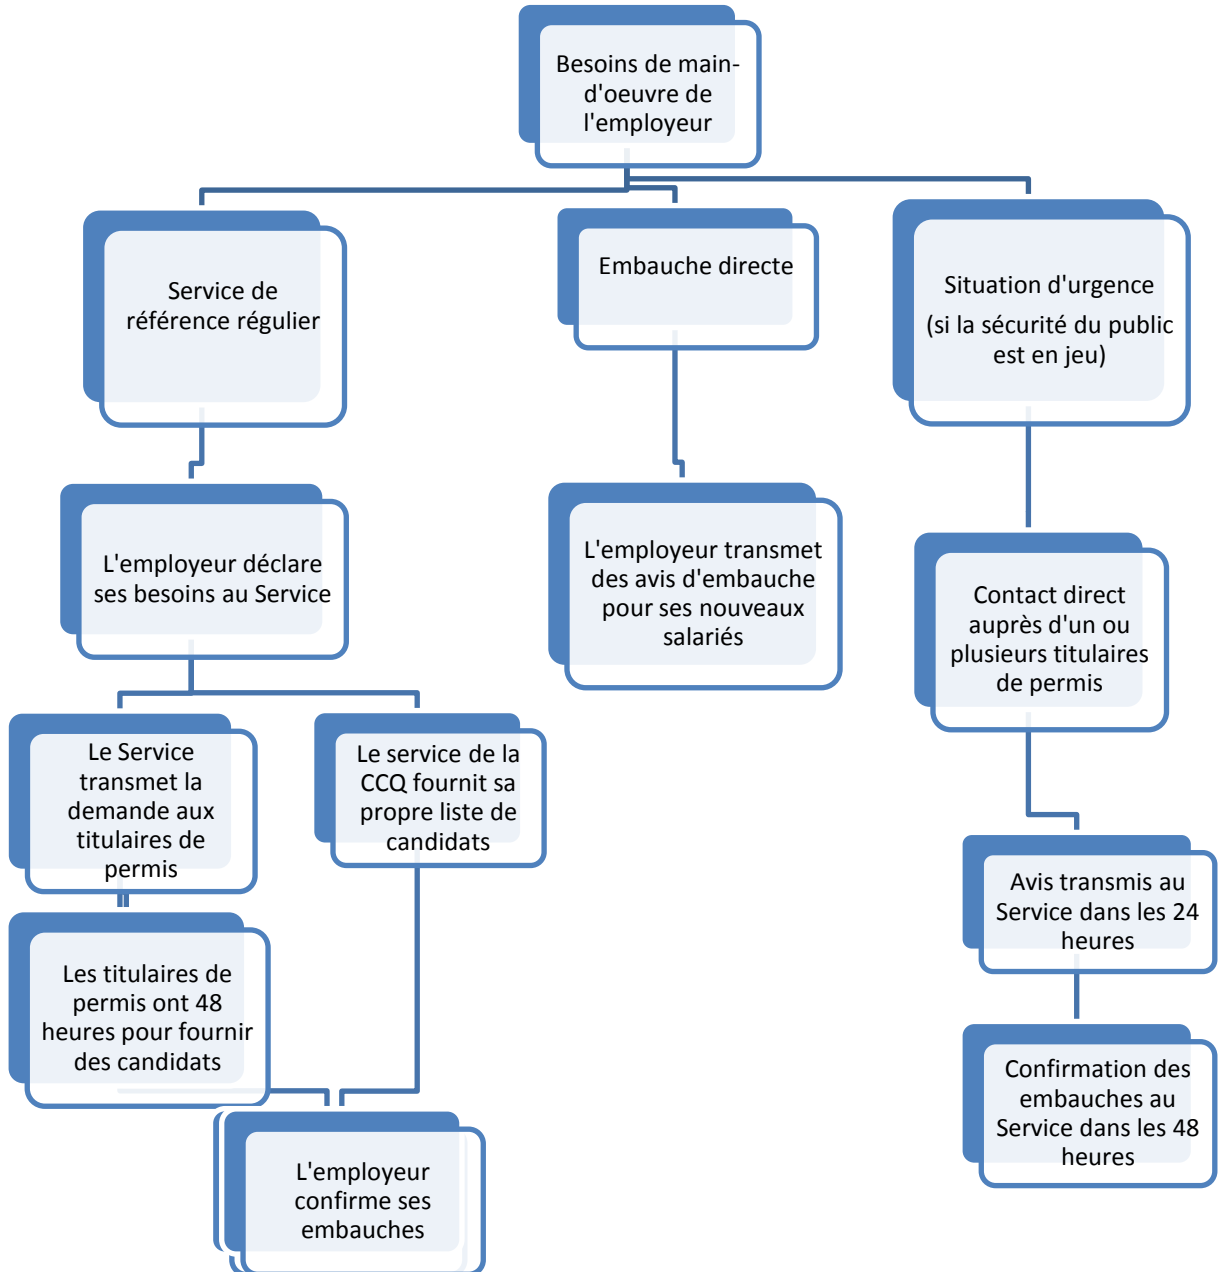 Besoins de main-
d'oeuvre de
l'employeur
Service de
référence régulier
Embauche directe
Situation d'urgence
(si la sécurité du public
est en jeu)
L'employeur déclare
ses besoins au Service
L'employeur transmet
des avis d'embauche
pour ses nouveaux
salariés
Contact direct
auprès d'un ou
plusieurs titulaires
de permis
Le Service
transmet la
demande aux
titulaires de
permis
Le service de la
CCQ fournit sa
propre liste de
candidats
Avis transmis au
Service dans les 24
heures
Les titulaires de
permis ont 48
heures pour fournir
des candidats
Confirmation des
embauches au
Service dans les 48
heures
L'employeur
confirme ses
embauches